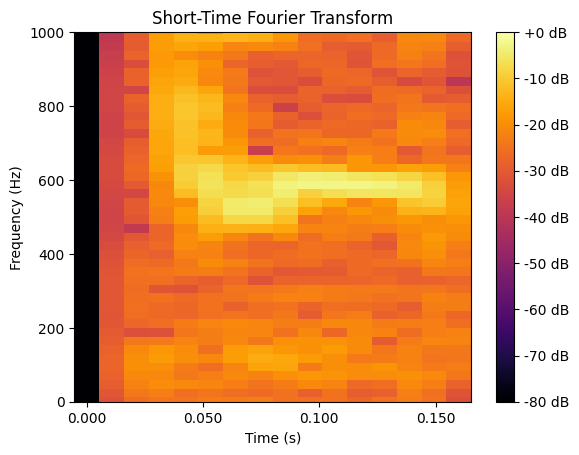 Short-Time Fourier Transform
Frequency (Hz)
1000
800
600
400
200
0
0.000
0.050
0.100
0.150
Time (s)
+0 dB
-10 dB
-20 dB
-30 dB
-40 dB
-50 dB
-60 dB
-70 dB
-80 dB